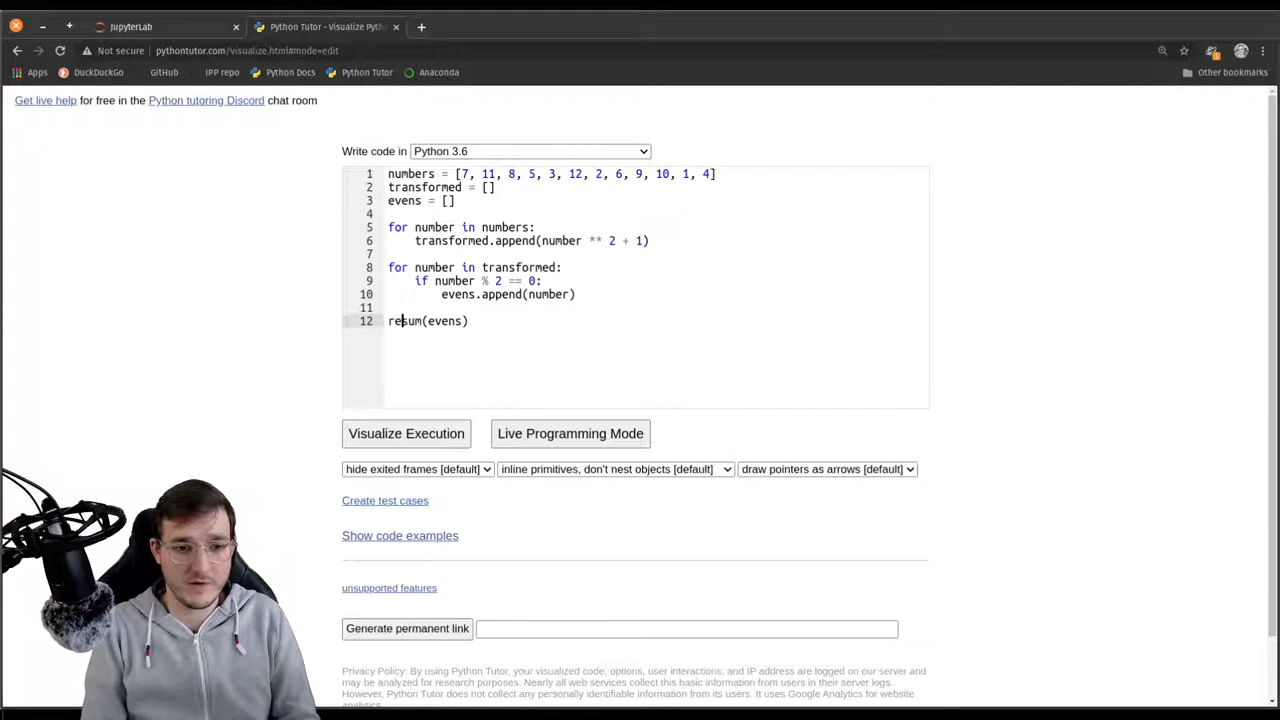 JupyterLab
Python Tutor - Visualize Pyth
Not secure pythontutor.com/visualize.html#mode=edit
Apps DuckDuckGo GitHub IPP repo Python Docs Python Tutor Anaconda Other bookmarks
Get live help for free in the Python tutoring Discord chat room
Write code in Python 3.6
1 numbers = [7, 11, 8, 5, 3, 12, 2, 6, 9, 10, 1, 4]
2 transformed = []
3 evens = []
4
5 for number in numbers:
6 transformed.append(number ** 2 + 1)
7
8 for number in transformed:
9 if number % 2 == 0:
10 evens.append(number)
11
12 resum(evens)
Visualize Execution Live Programming Mode
hide exited frames [default] inline primitives, don't nest objects [default] draw pointers as arrows [default]
Create test cases
Show code examples
unsupported features
Generate permanent link
Privacy Policy: By using Python Tutor, your visualized code, options, user interactions, and IP address are logged on our server and
may be analyzed for research purposes. Nearly all web services collect this basic information from users in their server logs.
However, Python Tutor does not collect any personally identifiable information from its users. It uses Google Analytics for website
analytics.